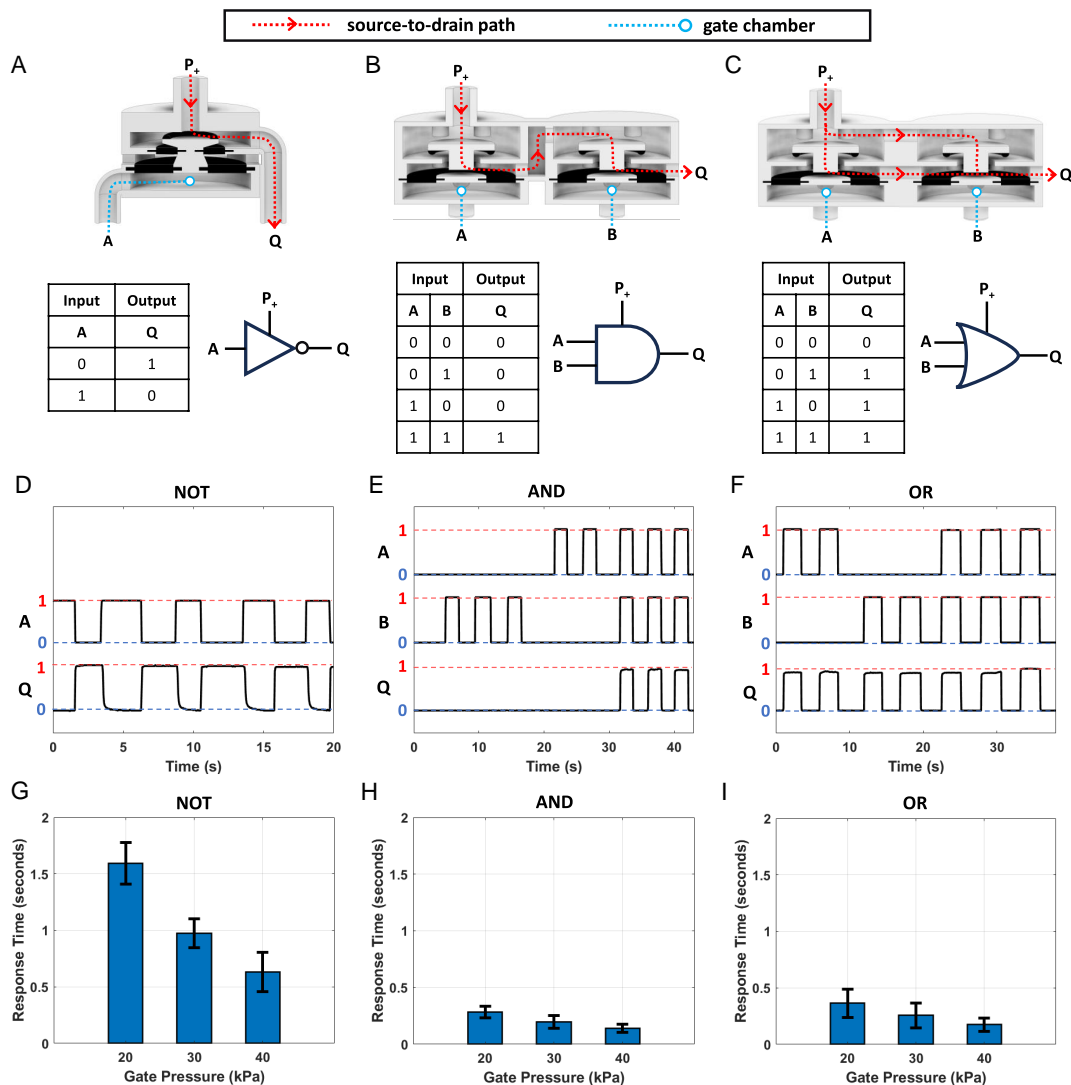 source-to-drain path gate chamber
A
P+
A
Q
B
P+
Q
A B
C
P+
Q
A B
Input Output
A Q
0 1
1 0
P+
A Q
Input Output
A B Q
0 0 0
0 1 0
1 0 0
1 1 1
P+
A
B
Q
Input Output
A B Q
0 0 0
0 1 1
1 0 1
1 1 1
P+
A
B
Q
D NOT
1
A
0
1
Q
0
0 5 10 15 20
Time (s)
E AND
1
A
0
1
B
0
1
Q
0
0 10 20 30 40
Time (s)
F OR
1
A
0
1
B
0
1
Q
0
0 10 20 30
Time (s)
G NOT
Response Time (seconds)
2
1.5
1
0.5
0
20 30 40
Gate Pressure (kPa)
H AND
Response Time (seconds)
2
1.5
1
0.5
0
20 30 40
Gate Pressure (kPa)
I OR
Response Time (seconds)
2
1.5
1
0.5
0
20 30 40
Gate Pressure (kPa)